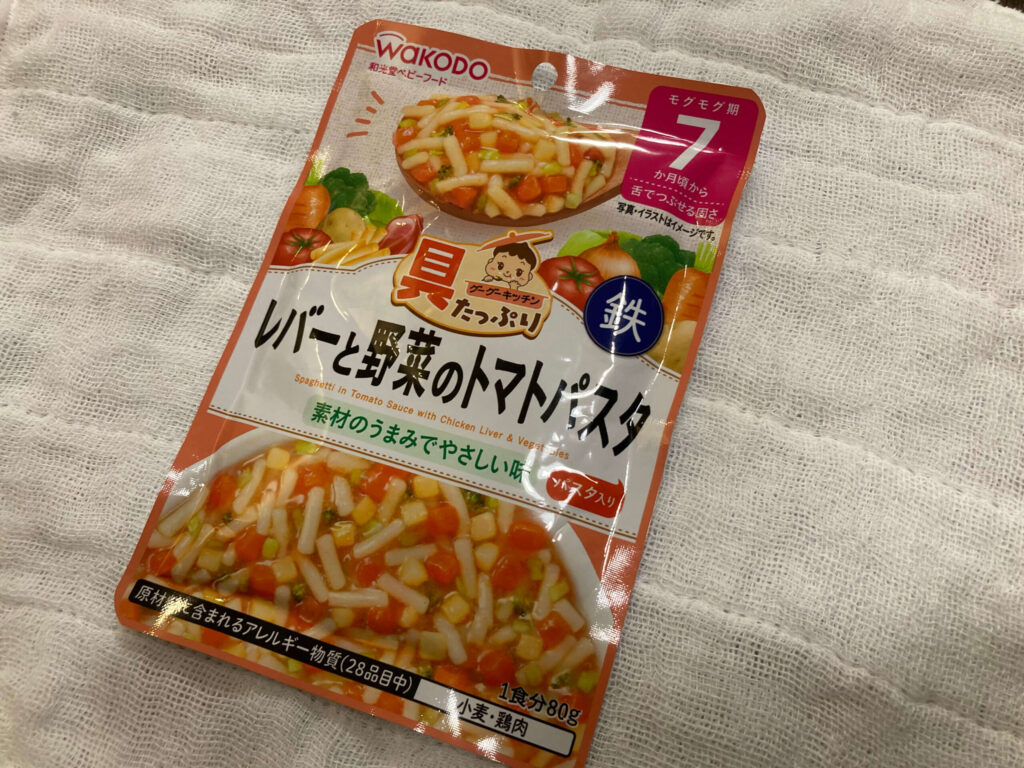 WaKODO
和光堂ベビーフード
モグモグ期
7
か月頃から
舌でつぶせる固さ
写真・イラストはイメージです。
具たっぷり
グーグーキッチン
鉄
レバーと野菜のトマトパスタ
Spaghetti in Tomato Sauce with Chicken Liver & Vegetables
素材のうまみでやさしい味
パスタ入り
原材料に含まれるアレルギー物質(28品目中)
小麦・鶏肉
1食分80g